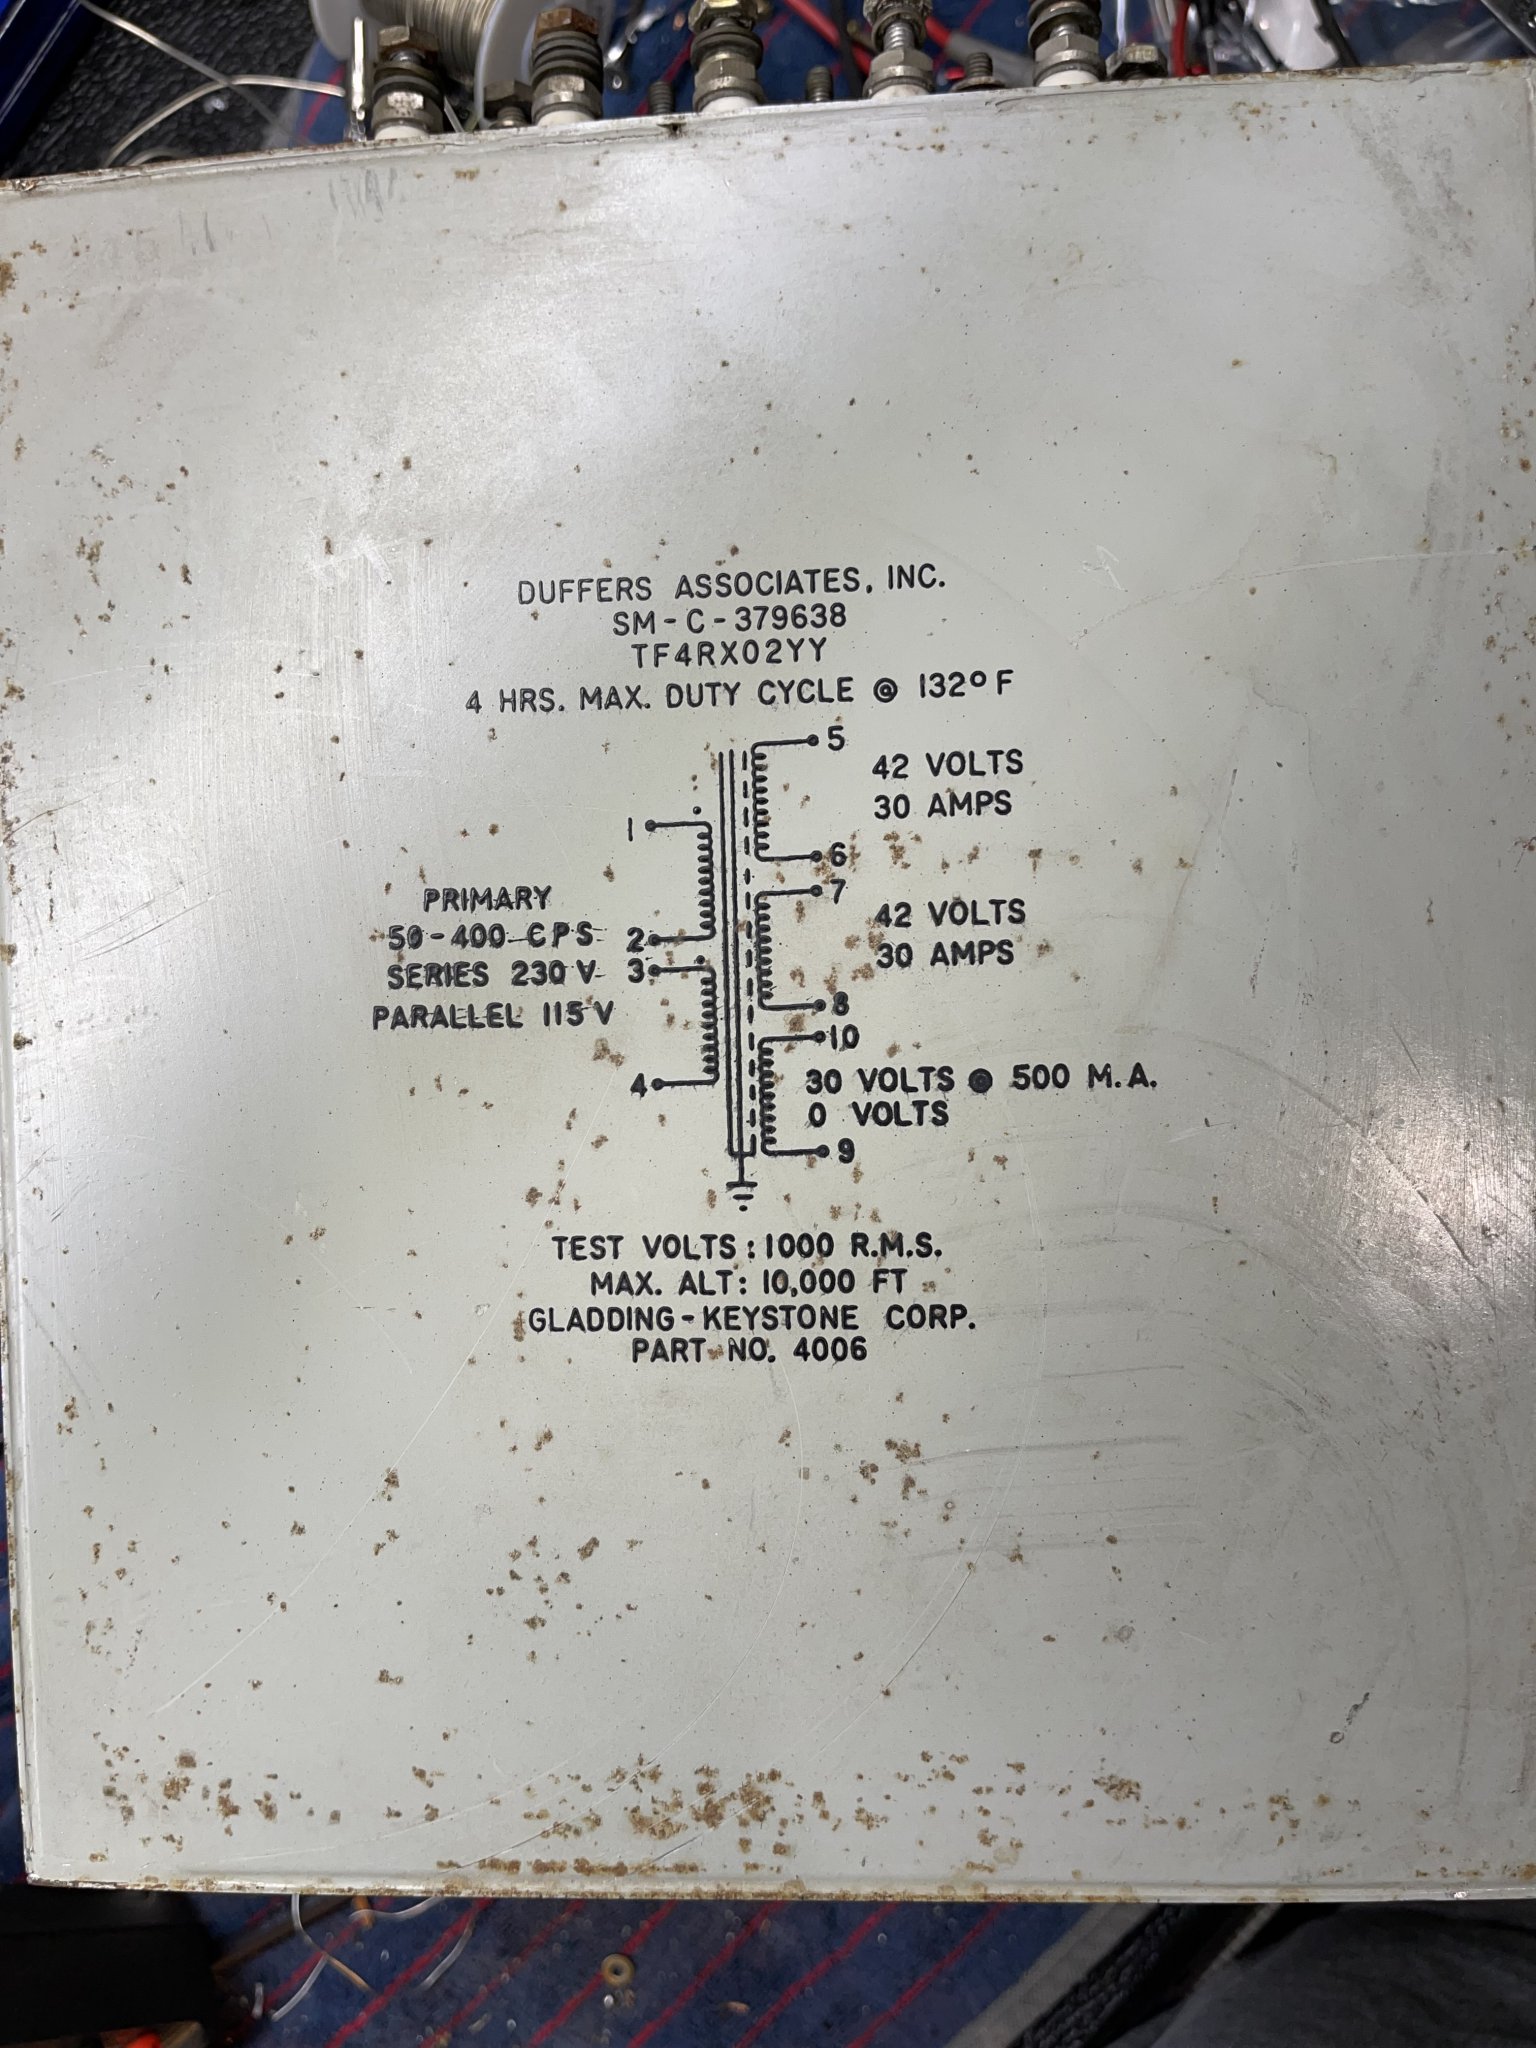 DUFFERS ASSOCIATES, INC.
SM-C-379638
TF4RX02YY
4 HRS. MAX. DUTY CYCLE @ 132° F
5
42 VOLTS
30 AMPS
1
6
7
PRIMARY
50-400 CPS
2
42 VOLTS
30 AMPS
SERIES 230 V
3
PARALLEL 115 V
8
10
4
30 VOLTS @ 500 M.A.
0 VOLTS
9
TEST VOLTS: 1000 R.M.S.
MAX. ALT: 10,000 FT
GLADDING-KEYSTONE CORP.
PART NO. 4006